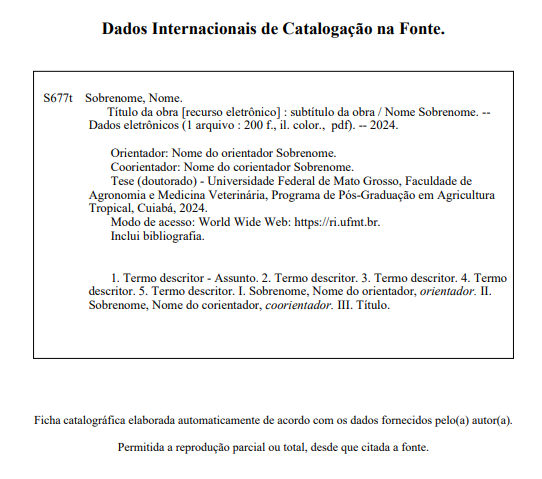 Dados Internacionais de Catalogação na Fonte.
S677t Sobrenome, Nome.
Título da obra [recurso eletrônico] : subtítulo da obra / Nome Sobrenome. --
Dados eletrônicos (1 arquivo : 200 f., il. color., pdf). -- 2024.
Orientador: Nome do orientador Sobrenome.
Coorientador: Nome do corientador Sobrenome.
Tese (doutorado) - Universidade Federal de Mato Grosso, Faculdade de
Agronomia e Medicina Veterinária, Programa de Pós-Graduação em Agricultura
Tropical, Cuiabá, 2024.
Modo de acesso: World Wide Web: https://ri.ufmt.br.
Inclui bibliografia.
1. Termo descritor - Assunto. 2. Termo descritor. 3. Termo descritor. 4. Termo
descritor. 5. Termo descritor. I. Sobrenome, Nome do orientador, orientador. II.
Sobrenome, Nome do corientador, coorientador. III. Título.
Ficha catalográfica elaborada automaticamente de acordo com os dados fornecidos pelo(a) autor(a).
Permitida a reprodução parcial ou total, desde que citada a fonte.